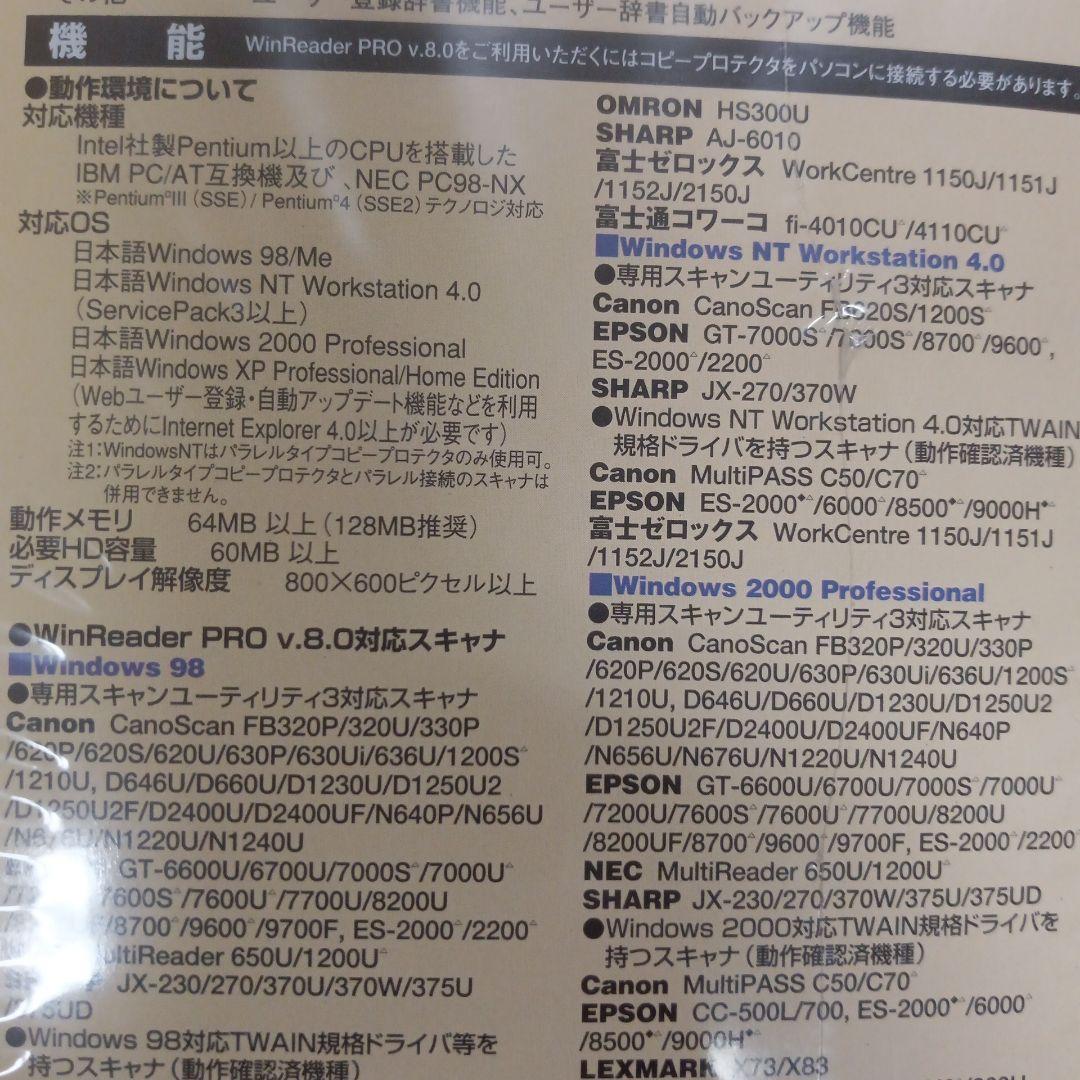 ユーザー登録辞書機能、ユーザー辞書自動バックアップ機能
機 能 WinReader PRO v.8.0をご利用いただくにはコピープロテクタをパソコンに接続する必要があります。
●動作環境について
対応機種
Intel社製Pentium以上のCPUを搭載した
IBM PC/AT互換機及び、NEC PC98-NX
※Pentium®III(SSE)/Pentium®4(SSE2)テクノロジ対応
対応OS
日本語Windows 98/Me
日本語Windows NT Workstation 4.0
(ServicePack3以上)
日本語Windows 2000 Professional
日本語Windows XP Professional/Home Edition
(Webユーザー登録・自動アップデート機能などを利用
するためにInternet Explorer 4.0以上が必要です)
注1:WindowsNTはパラレルタイプコピープロテクタのみ使用可。
注2:パラレルタイプコピープロテクタとパラレル接続のスキャナは
併用できません。
動作メモリ 64MB 以上(128MB推奨)
必要HD容量 60MB 以上
ディスプレイ解像度 800×600ピクセル以上
●WinReader PRO v.8.0対応スキャナ
■Windows 98
●専用スキャンユーティリティ3対応スキャナ
Canon CanoScan FB320P/320U/330P
/620P/620S/620U/630P/630Ui/636U/1200S△
/1210U, D646U/D660U/D1230U/D1250U2
/D1250U2F/D2400U/D2400UF/N640P/N656U
/N676U/N1220U/N1240U
GT-6600U/6700U/7000S△/7000U△
7600S△/7600U△/7700U/8200U
/8700△/9600△/9700F, ES-2000△/2200△
MultiReader 650U/1200U△
JX-230/270/370U/370W/375U
/375UD
●Windows 98対応TWAIN規格ドライバ等を
持つスキャナ(動作確認済機種)
OMRON HS300U
SHARP AJ-6010
富士ゼロックス WorkCentre 1150J/1151J
/1152J/2150J
富士通コワーコ fi-4010CU△/4110CU△
■Windows NT Workstation 4.0
●専用スキャンユーティリティ3対応スキャナ
Canon CanoScan FB620S/1200S△
EPSON GT-7000S△/7600S/8700△/9600△,
ES-2000△/2200△
SHARP JX-270/370W
●Windows NT Workstation 4.0対応TWAIN
規格ドライバを持つスキャナ(動作確認済機種)
Canon MultiPASS C50/C70△
EPSON ES-2000◆△/6000△/8500◆△/9000H◆△
富士ゼロックス WorkCentre 1150J/1151J
/1152J/2150J
■Windows 2000 Professional
●専用スキャンユーティリティ3対応スキャナ
Canon CanoScan FB320P/320U/330P
/620P/620S/620U/630P/630Ui/636U/1200S△
/1210U, D646U/D660U/D1230U/D1250U2
/D1250U2F/D2400U/D2400UF/N640P
/N656U/N676U/N1220U/N1240U
EPSON GT-6600U/6700U/7000S△/7000U△
/7200U/7600S△/7600U△/7700U/8200U
/8200UF/8700△/9600△/9700F, ES-2000△/2200△
NEC MultiReader 650U/1200U△
SHARP JX-230/270/370W/375U/375UD
●Windows 2000対応TWAIN規格ドライバを
持つスキャナ(動作確認済機種)
Canon MultiPASS C50/C70△
EPSON CC-500L/700, ES-2000◆△/6000△
/8500◆△/9000H◆△
LEXMARK X73/X83